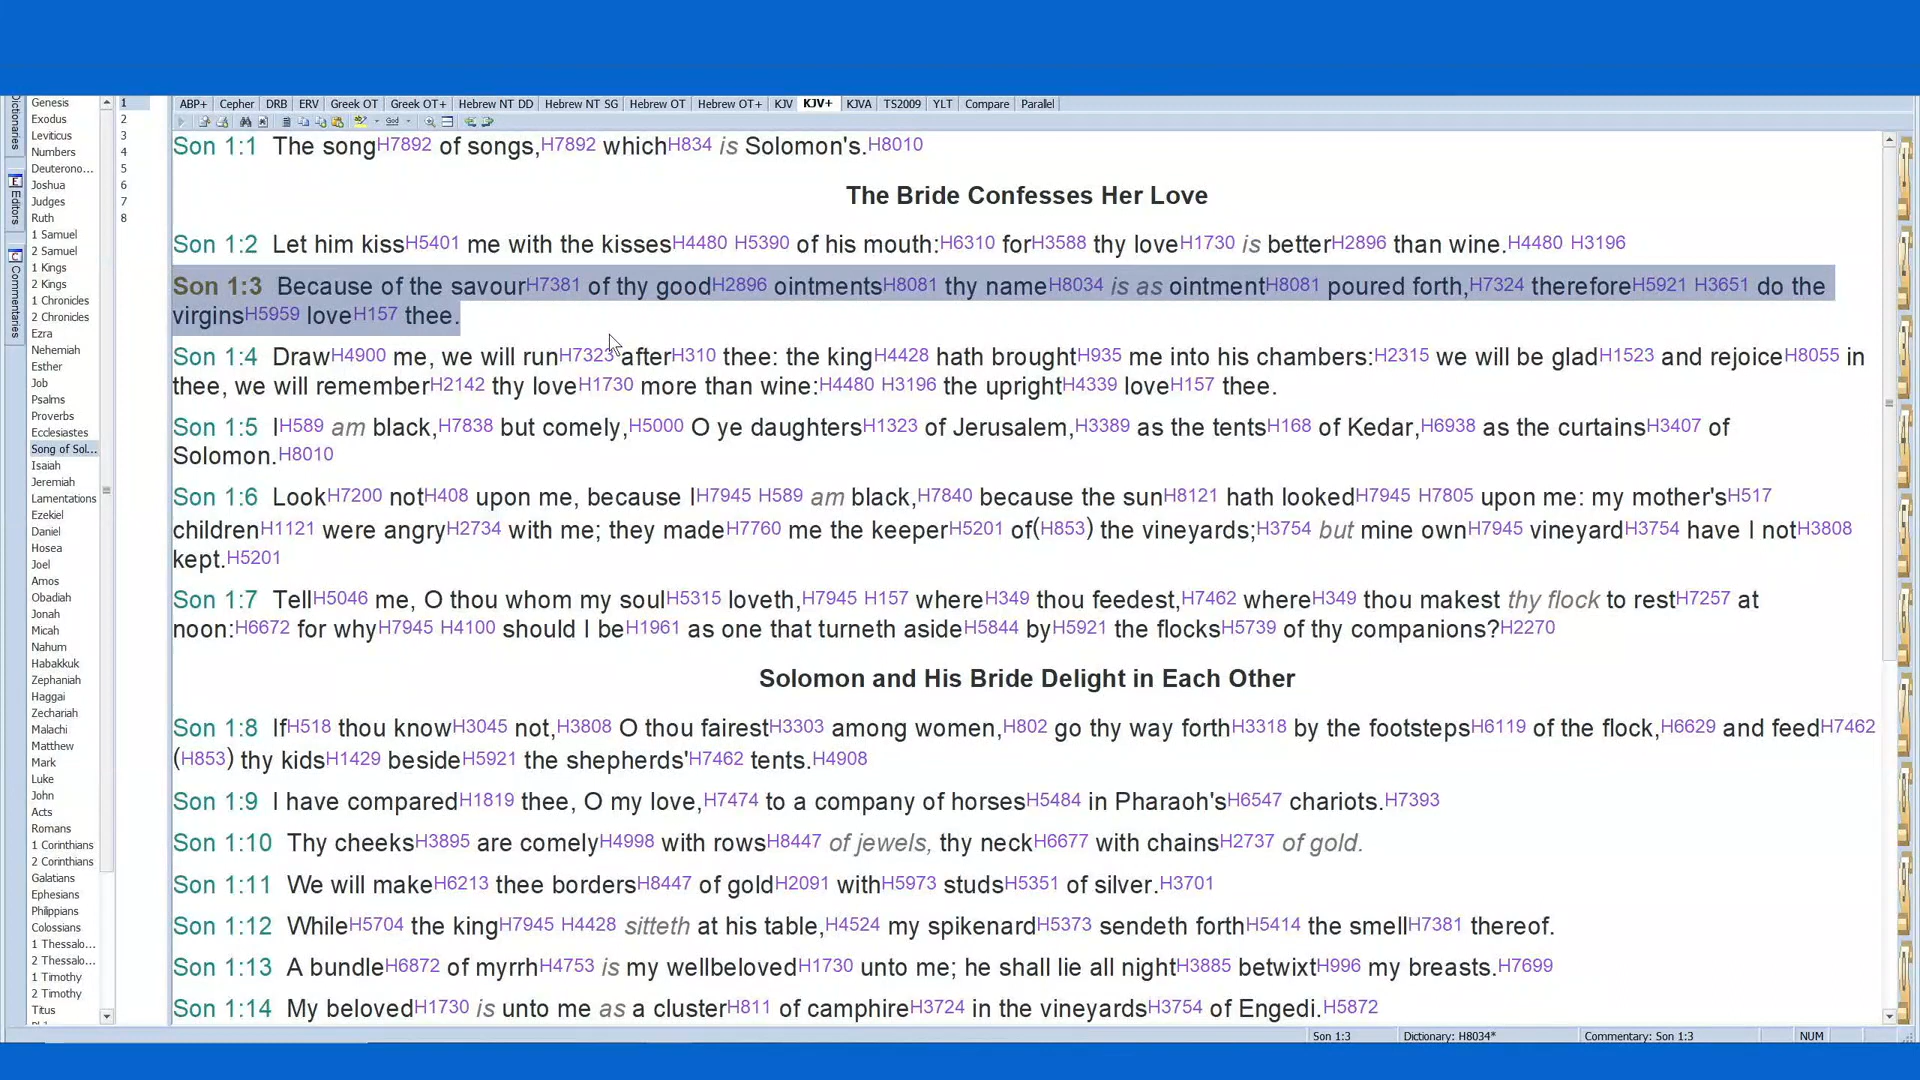 Dictionaries
Editors
Commentaries
Genesis
Exodus
Leviticus
Numbers
Deuterono...
Joshua
Judges
Ruth
1 Samuel
2 Samuel
1 Kings
2 Kings
1 Chronicles
2 Chronicles
Ezra
Nehemiah
Esther
Job
Psalms
Proverbs
Ecclesiastes
Song of Sol...
Isaiah
Jeremiah
Lamentations
Ezekiel
Daniel
Hosea
Joel
Amos
Obadiah
Jonah
Micah
Nahum
Habakkuk
Zephaniah
Haggai
Zechariah
Malachi
Matthew
Mark
Luke
John
Acts
Romans
1 Corinthians
2 Corinthians
Galatians
Ephesians
Philippians
Colossians
1 Thessalo...
2 Thessalo...
1 Timothy
2 Timothy
Titus
1
2
3
4
5
6
7
8
ABP+ Cepher DRB ERV Greek OT Greek OT+ Hebrew NT DD Hebrew NT SG Hebrew OT Hebrew OT+ KJV KJV+ KJVA TS2009 YLT Compare Parallel
Son 1:1 The songH7892 of songs,H7892 whichH834 is Solomon's.H8010
The Bride Confesses Her Love
Son 1:2 Let him kissH5401 me with the kissesH4480 H5390 of his mouth:H6310 forH3588 thy loveH1730 is betterH2896 than wine.H4480 H3196
Son 1:3 Because of the savourH7381 of thy goodH2896 ointmentsH8081 thy nameH8034 is as ointmentH8081 poured forth,H7324 thereforeH5921 H3651 do the
virginsH5959 loveH157 thee.
Son 1:4 DrawH4900 me, we will runH7323 afterH310 thee: the kingH4428 hath broughtH935 me into his chambers:H2315 we will be gladH1523 and rejoiceH8055 in
thee, we will rememberH2142 thy loveH1730 more than wine:H4480 H3196 the uprightH4339 loveH157 thee.
Son 1:5 IH589 am black,H7838 but comely,H5000 O ye daughtersH1323 of Jerusalem,H3389 as the tentsH168 of Kedar,H6938 as the curtainsH3407 of
Solomon.H8010
Son 1:6 LookH7200 notH408 upon me, because IH7945 H589 am black,H7840 because the sunH8121 hath lookedH7945 H7805 upon me: my mother'sH517
childrenH1121 were angryH2734 with me; they madeH7760 me the keeperH5201 of(H853) the vineyards;H3754 but mine ownH7945 vineyardH3754 have I notH3808
kept.H5201
Son 1:7 TellH5046 me, O thou whom my soulH5315 loveth,H7945 H157 whereH349 thou feedest,H7462 whereH349 thou makest thy flock to restH7257 at
noon:H6672 for whyH7945 H4100 should I beH1961 as one that turneth asideH5844 byH5921 the flocksH5739 of thy companions?H2270
Solomon and His Bride Delight in Each Other
Son 1:8 IfH518 thou knowH3045 not,H3808 O thou fairestH3303 among women,H802 go thy way forthH3318 by the footstepsH6119 of the flock,H6629 and feedH7462
(H853) thy kidsH1429 besideH5921 the shepherds'H7462 tents.H4908
Son 1:9 I have comparedH1819 thee, O my love,H7474 to a company of horsesH5484 in Pharaoh'sH6547 chariots.H7393
Son 1:10 Thy cheeksH3895 are comelyH4998 with rowsH8447 of jewels, thy neckH6677 with chainsH2737 of gold.
Son 1:11 We will makeH6213 thee bordersH8447 of goldH2091 withH5973 studsH5351 of silver.H3701
Son 1:12 WhileH5704 the kingH7945 H4428 sitteth at his table,H4524 my spikenardH5373 sendeth forthH5414 the smellH7381 thereof.
Son 1:13 A bundleH6872 of myrrhH4753 is my wellbelovedH1730 unto me; he shall lie all nightH3885 betwixtH996 my breasts.H7699
Son 1:14 My belovedH1730 is unto me as a clusterH811 of camphireH3724 in the vineyardsH3754 of Engedi.H5872
Son 1:3 Dictionary: H8034* Commentary: Son 1:3 NUM